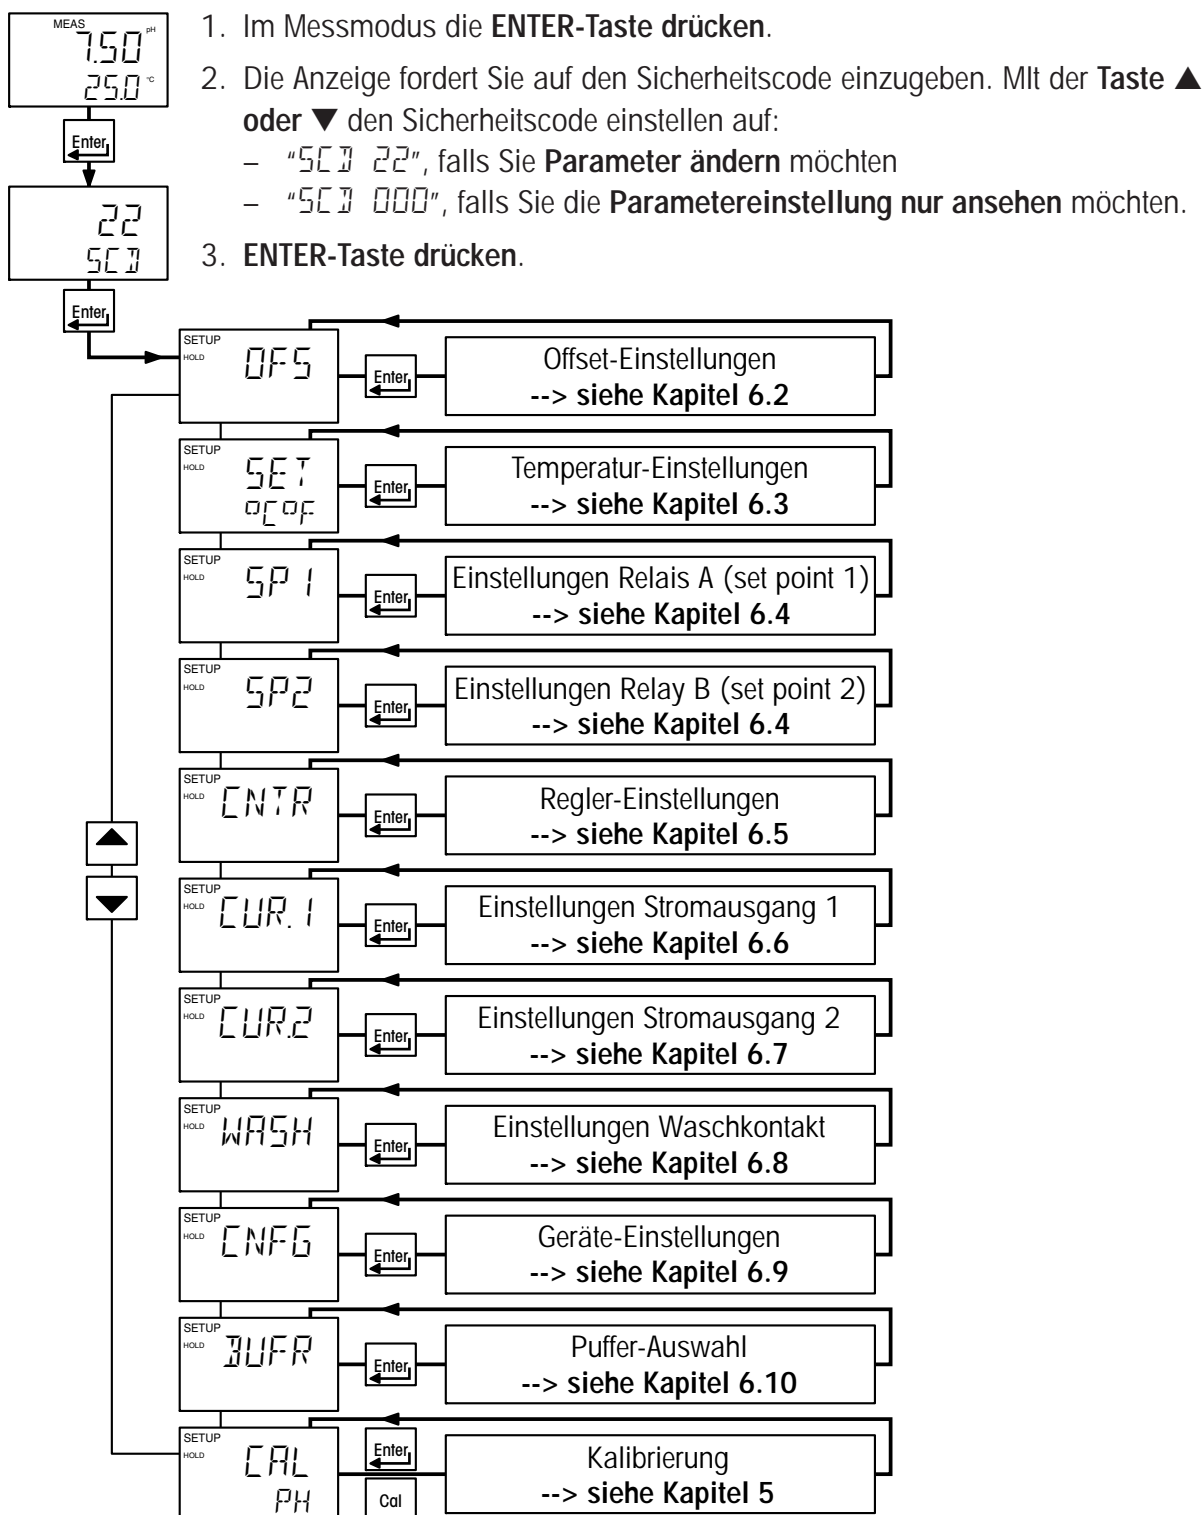 MEAS
7.50 pH
25.0 °C
1. Im Messmodus die ENTER-Taste drücken.
2. Die Anzeige fordert Sie auf den Sicherheitscode einzugeben. MIt der Taste ▲
oder ▼ den Sicherheitscode einstellen auf:
– "SCD 22", falls Sie Parameter ändern möchten
– "SCD 000", falls Sie die Parametereinstellung nur ansehen möchten.
3. ENTER-Taste drücken.
Enter
22
SCD
Enter
SETUP
HOLD
OFS
Enter
Offset-Einstellungen
--> siehe Kapitel 6.2
SETUP
HOLD
SET
°C°F
Enter
Temperatur-Einstellungen
--> siehe Kapitel 6.3
SETUP
HOLD
SP1
Enter
Einstellungen Relais A (set point 1)
--> siehe Kapitel 6.4
SETUP
HOLD
SP2
Enter
Einstellungen Relay B (set point 2)
--> siehe Kapitel 6.4
SETUP
HOLD
CNTR
Enter
Regler-Einstellungen
--> siehe Kapitel 6.5
SETUP
HOLD
CUR.1
Enter
Einstellungen Stromausgang 1
--> siehe Kapitel 6.6
SETUP
HOLD
CUR.2
Enter
Einstellungen Stromausgang 2
--> siehe Kapitel 6.7
SETUP
HOLD
WASH
Enter
Einstellungen Waschkontakt
--> siehe Kapitel 6.8
SETUP
HOLD
CNFG
Enter
Geräte-Einstellungen
--> siehe Kapitel 6.9
SETUP
HOLD
BUFR
Enter
Puffer-Auswahl
--> siehe Kapitel 6.10
SETUP
HOLD
CAL
PH
Enter
Cal
Kalibrierung
--> siehe Kapitel 5